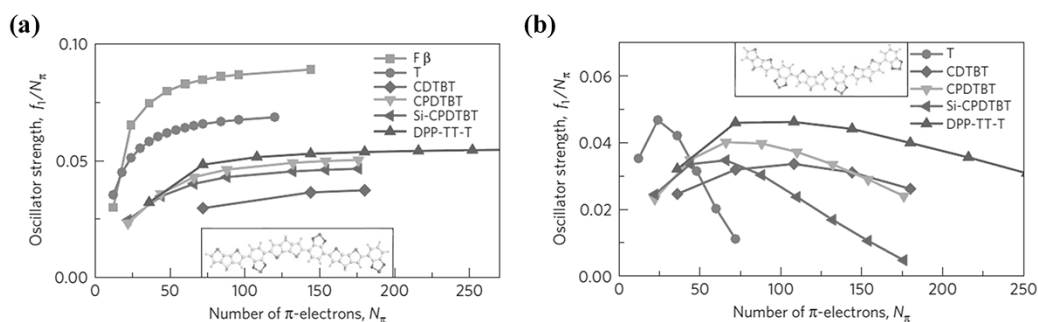 (a)
0.10
0.05
0.00
Oscillator strength, f₁/Nπ
0 50 100 150 200 250
Number of π-electrons, Nπ
F β
T
CDTBT
CPDTBT
Si-CPDTBT
DPP-TT-T
(b)
0.06
0.04
0.02
0.00
Oscillator strength, f₁/Nπ
0 50 100 150 200 250
Number of π-electrons, Nπ
T
CDTBT
CPDTBT
Si-CPDTBT
DPP-TT-T